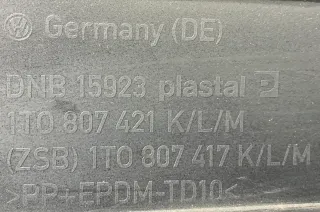 Germany (DE)
DNB 15923 plastal
1T0 807 421 K/L/M
(ZSB) 1T0 807 417 K/L/M
>PP+EPDM-TD10<